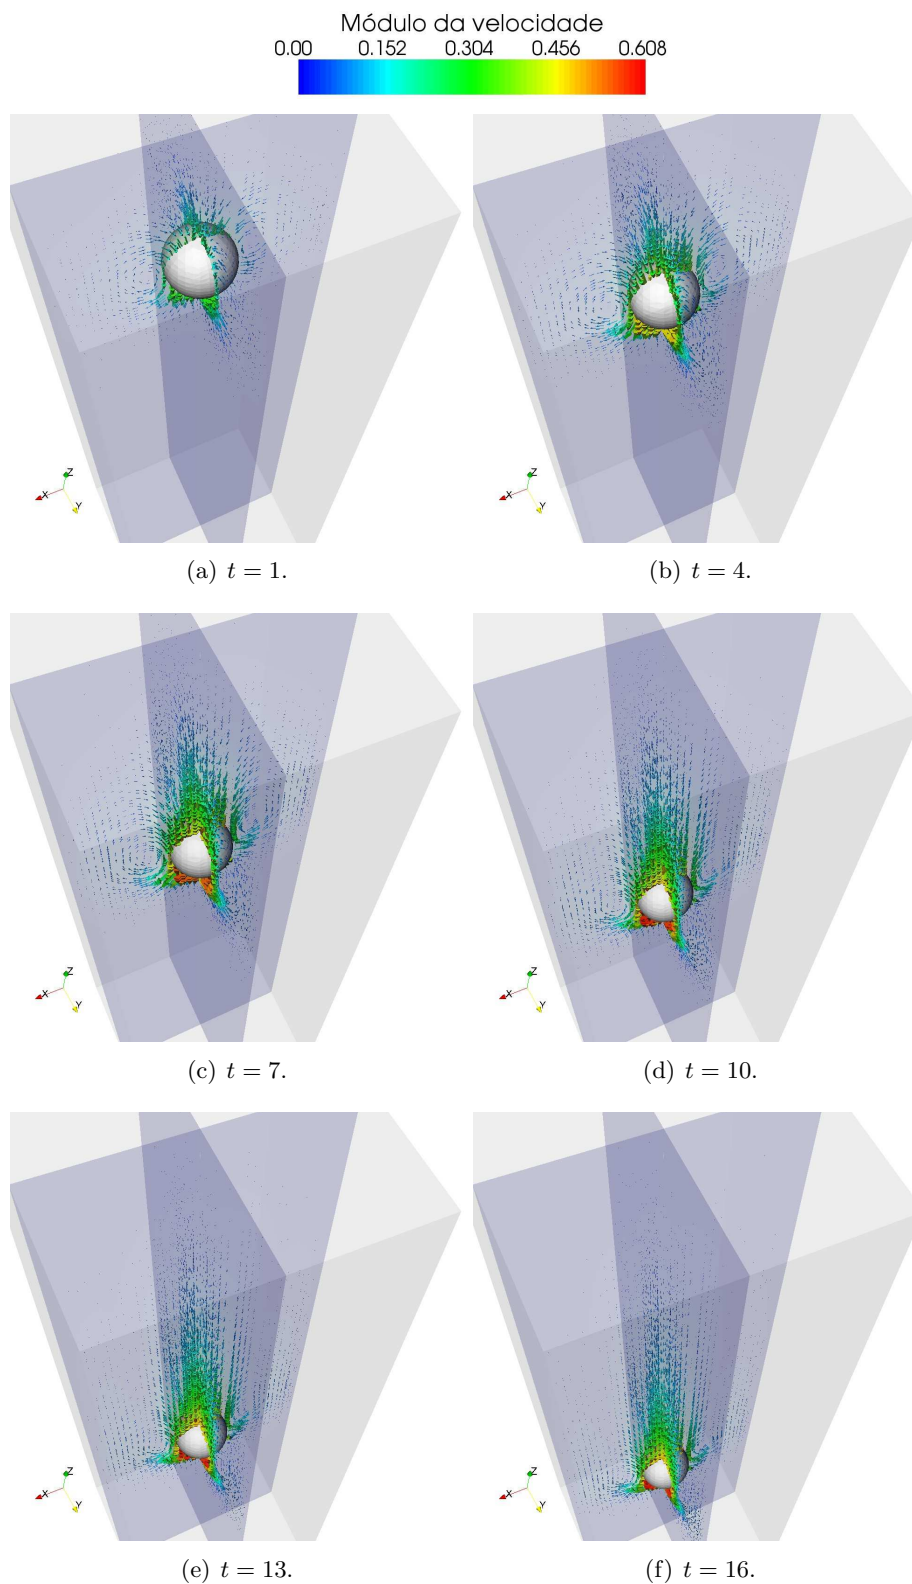 Módulo da velocidade
0.00 0.152 0.304 0.456 0.608
Z
X
Y
Z
X
Y
(a) t = 1.
(b) t = 4.
Z
X
Y
Z
X
Y
(c) t = 7.
(d) t = 10.
Z
X
Y
Z
X
Y
(e) t = 13.
(f) t = 16.